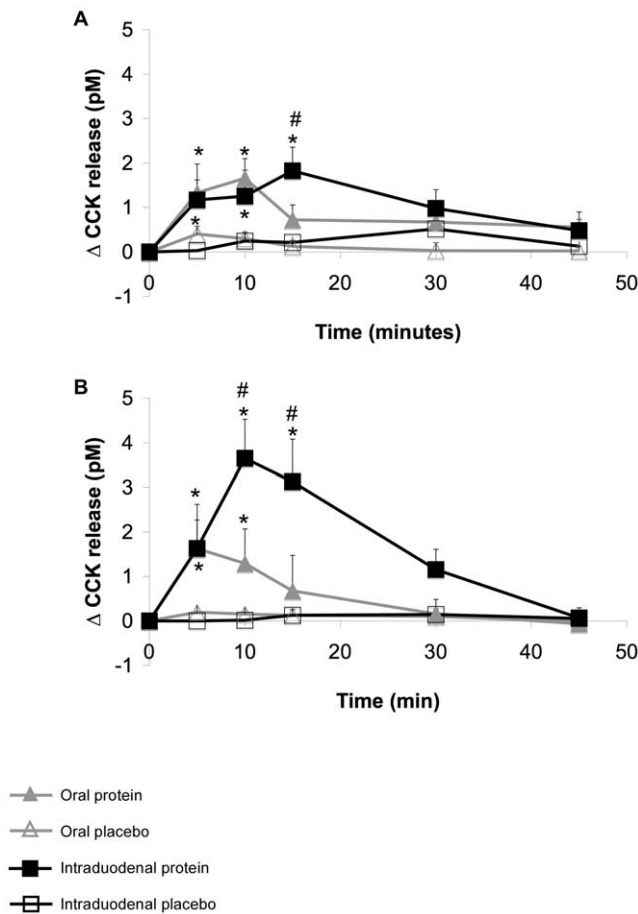 A
5
4
3
2
1
0
-1
Δ CCK release (pM)
#
* * *
* *
0 10 20 30 40 50
Time (minutes)
B
5
4
3
2
1
0
-1
Δ CCK release (pM)
# #
* *
* *
*
0 10 20 30 40 50
Time (min)
Oral protein
Oral placebo
Intraduodenal protein
Intraduodenal placebo